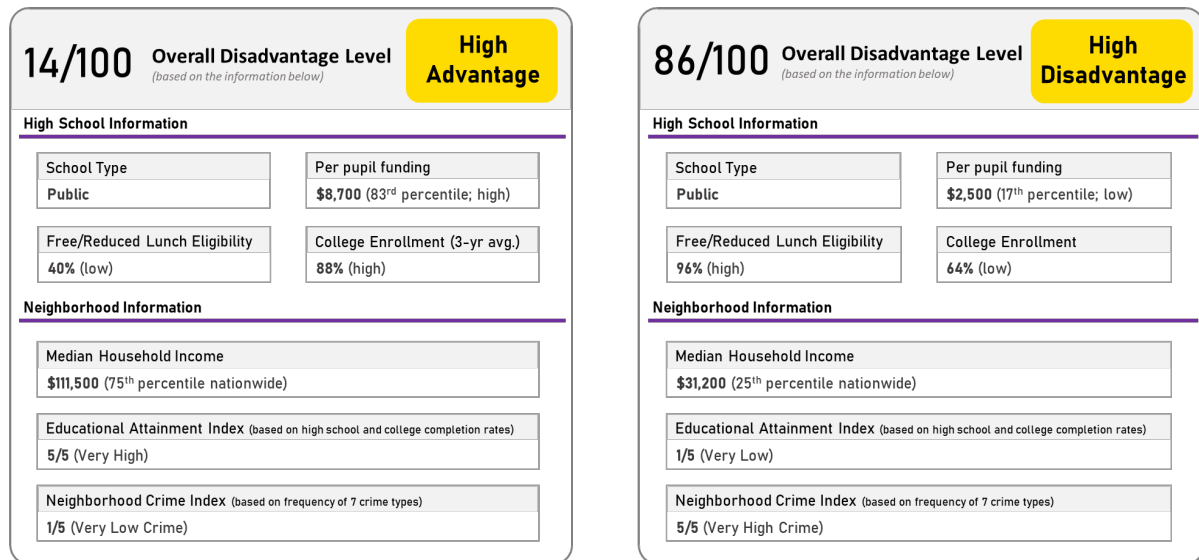 14/100
Overall Disadvantage Level
(based on the information below)
High
Advantage
High School Information
School Type
Public
Per pupil funding
$8,700 (83rd percentile; high)
Free/Reduced Lunch Eligibility
40% (low)
College Enrollment (3-yr avg.)
88% (high)
Neighborhood Information
Median Household Income
$111,500 (75th percentile nationwide)
Educational Attainment Index (based on high school and college completion rates)
5/5 (Very High)
Neighborhood Crime Index (based on frequency of 7 crime types)
1/5 (Very Low Crime)
86/100
Overall Disadvantage Level
(based on the information below)
High
Disadvantage
High School Information
School Type
Public
Per pupil funding
$2,500 (17th percentile; low)
Free/Reduced Lunch Eligibility
96% (high)
College Enrollment
64% (low)
Neighborhood Information
Median Household Income
$31,200 (25th percentile nationwide)
Educational Attainment Index (based on high school and college completion rates)
1/5 (Very Low)
Neighborhood Crime Index (based on frequency of 7 crime types)
5/5 (Very High Crime)